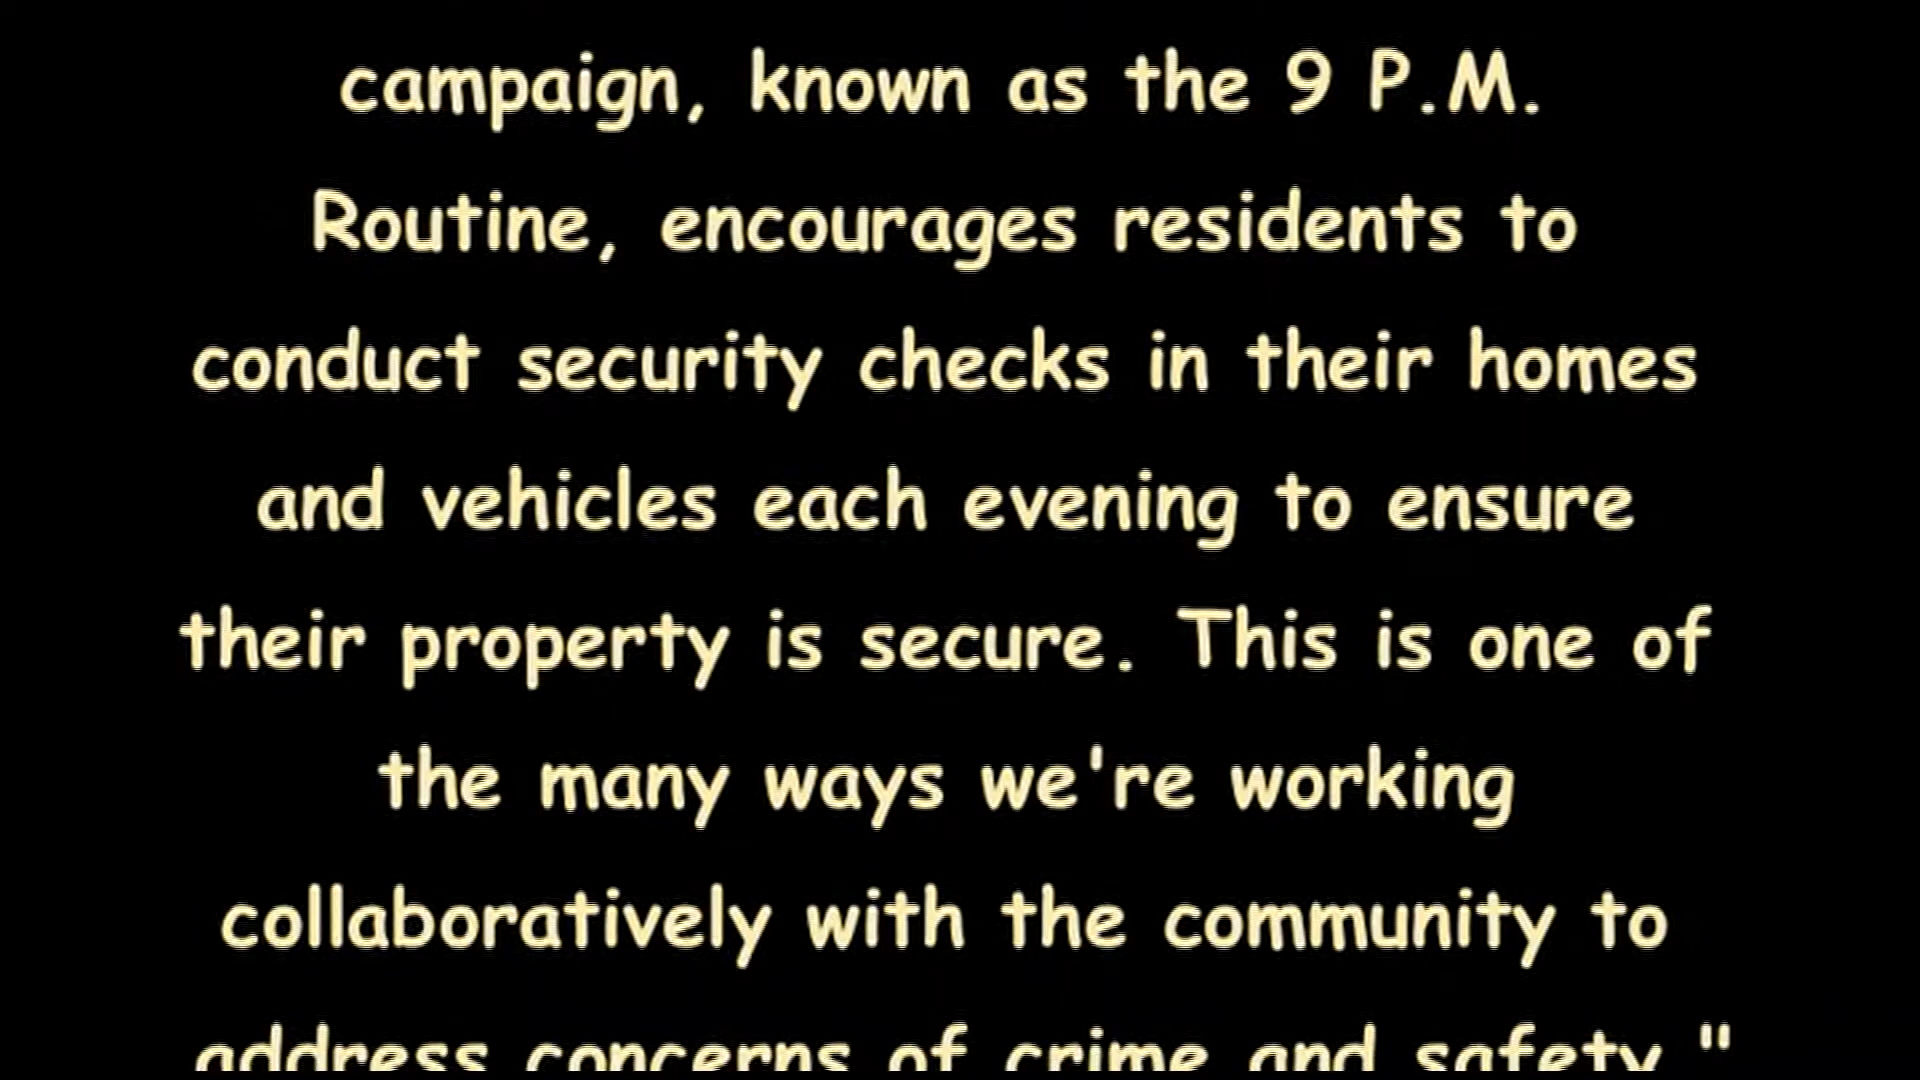 campaign, known as the 9 P.M.
Routine, encourages residents to
conduct security checks in their homes
and vehicles each evening to ensure
their property is secure. This is one of
the many ways we're working
collaboratively with the community to
address concerns of crime and safety."